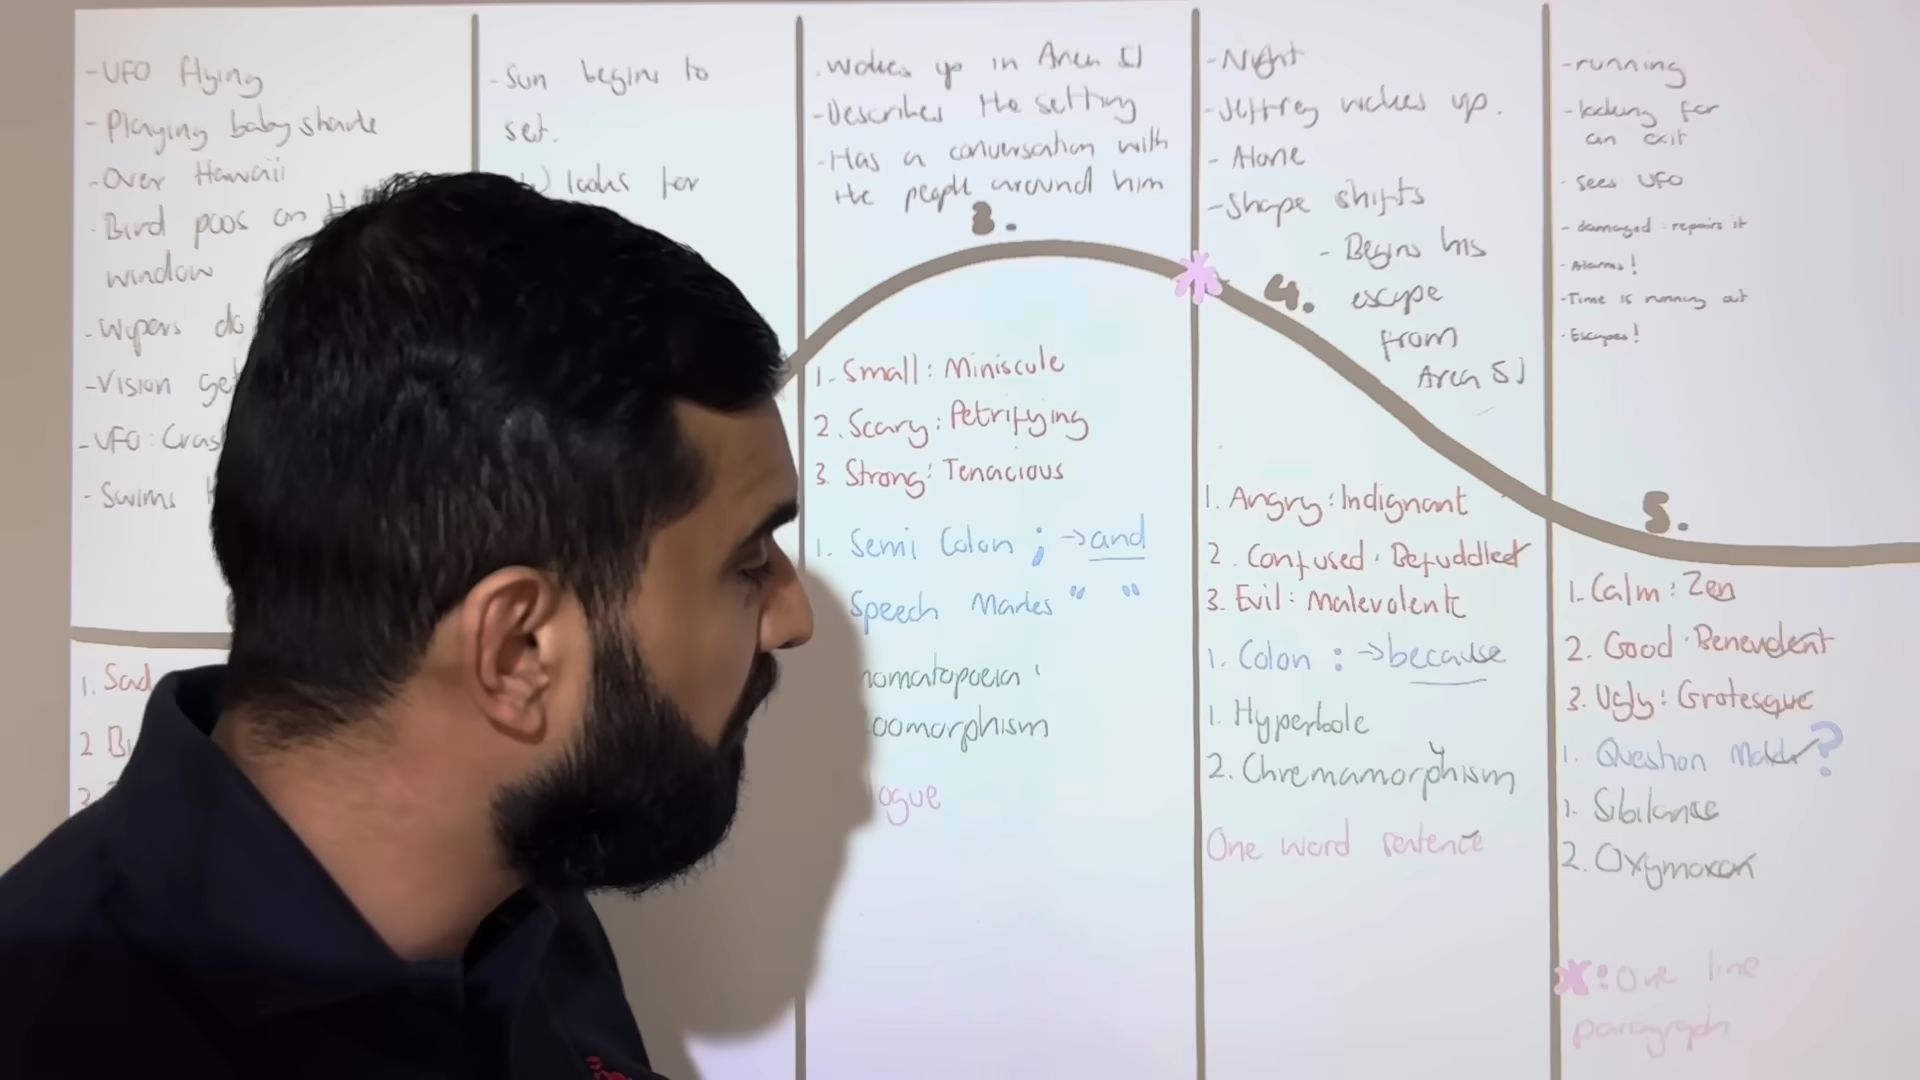 - UFO flying
- Playing baby shark
- Over Hawaii
- Bird poos on
window
- Wipers do
- Vision get
- UFO: Cras
- Swims
1. Sad
2 B
3
- Sun begins to
set.
looks for
- wakes up in Area 51
- Describes the setting
- Has a conversation with
the people around him
3.
1. Small: Miniscule
2. Scary: Petrifying
3. Strong: Tenacious
1. Semi Colon ; → and
Speech Marks " "
nomatopoeia
oomorphism
logue
- Night
- Jeffrey wakes up.
- Alone
- Shape shifts
- Begins his
4. escape
from
Area 51
1. Angry: Indignant
2. Confused: Befuddled
3. Evil: Malevolent
1. Colon : → because
1. Hyperbole
2. Chremamorphism
One word sentence
- running
- looking for
an exit
- Sees UFO
- damaged repairs it
- Alarms!
- Time is running out
- Escapes!
5.
1. Calm: Zen
2. Good: Benevolent
3. Ugly: Grotesque
1. Question Mark ?
1. Sibilance
2. Oxymoron
*: One line
paragraph